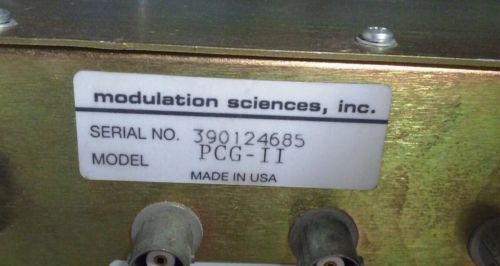 modulation sciences, inc.
SERIAL NO. 390124685
MODEL PCG-II
MADE IN USA